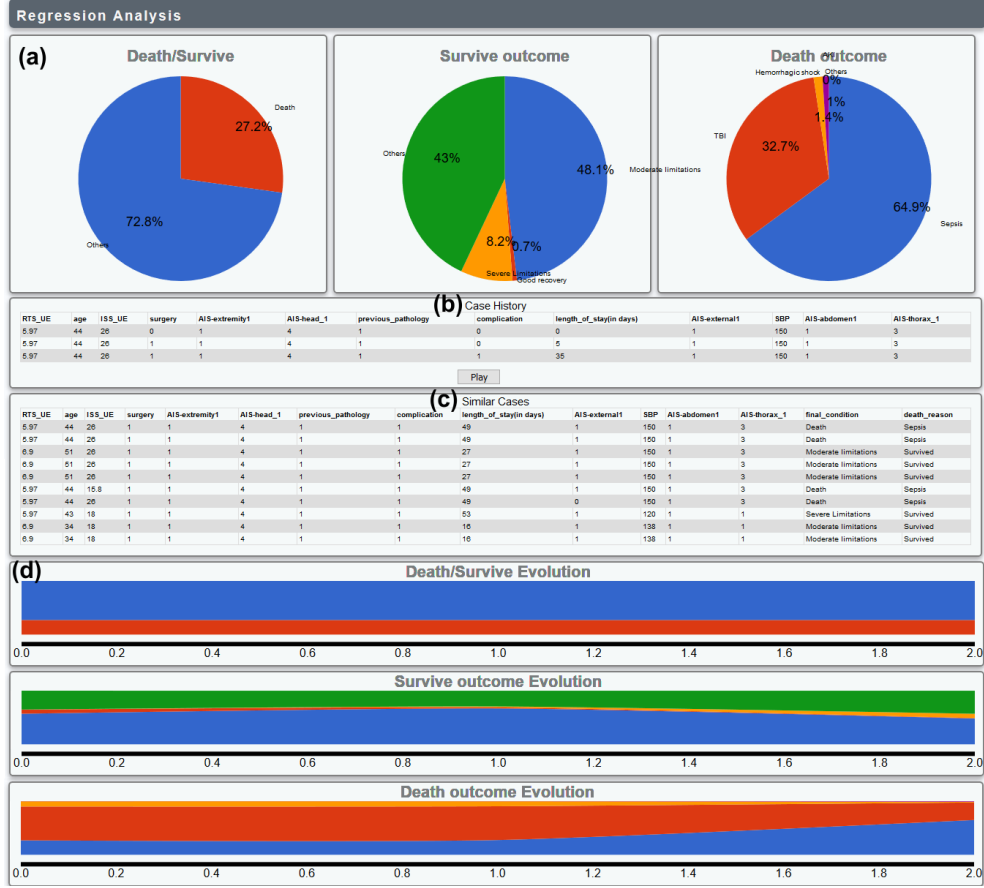 Regression Analysis
(a)
Death/Survive
Death
27.2%
72.8%
Others
Survive outcome
Others
43%
48.1%
Moderate limitations
8.2%
0.7%
Severe Limitations
Good recovery
Death outcome
Hemorrhagic shock
Others
0%
1%
1.4%
TBI
32.7%
64.9%
Sepsis
(b) Case History
RTS_UE age ISS_UE surgery AIS-extremity1 AIS-head_1 previous_pathology complication length_of_stay(in days) AIS-external1 SBP AIS-abdomen1 AIS-thorax_1
5.97 44 26 0 1 4 1 0 0 1 150 1 3
5.97 44 26 1 1 4 1 0 5 1 150 1 3
5.97 44 26 1 1 4 1 1 35 1 150 1 3
Play
(c) Similar Cases
RTS_UE age ISS_UE surgery AIS-extremity1 AIS-head_1 previous_pathology complication length_of_stay(in days) AIS-external1 SBP AIS-abdomen1 AIS-thorax_1 final_condition death_reason
5.97 44 26 1 1 4 1 1 49 1 150 1 3 Death Sepsis
5.97 44 26 1 1 4 1 1 49 1 150 1 3 Death Sepsis
6.9 51 26 1 1 4 1 1 27 1 150 1 3 Moderate limitations Survived
6.9 51 26 1 1 4 1 1 27 1 150 1 3 Moderate limitations Survived
6.9 51 26 1 1 4 1 1 27 1 150 1 3 Moderate limitations Survived
5.97 44 15.8 1 1 4 1 1 49 1 150 1 3 Death Sepsis
5.97 44 26 1 1 4 1 1 49 0 150 1 3 Death Sepsis
5.97 43 18 1 1 4 1 1 53 1 120 1 1 Severe Limitations Survived
6.9 34 18 1 1 4 1 1 16 1 138 1 1 Moderate limitations Survived
6.9 34 18 1 1 4 1 1 16 1 138 1 1 Moderate limitations Survived
(d)
Death/Survive Evolution
0.0 0.2 0.4 0.6 0.8 1.0 1.2 1.4 1.6 1.8 2.0
Survive outcome Evolution
0.0 0.2 0.4 0.6 0.8 1.0 1.2 1.4 1.6 1.8 2.0
Death outcome Evolution
0.0 0.2 0.4 0.6 0.8 1.0 1.2 1.4 1.6 1.8 2.0